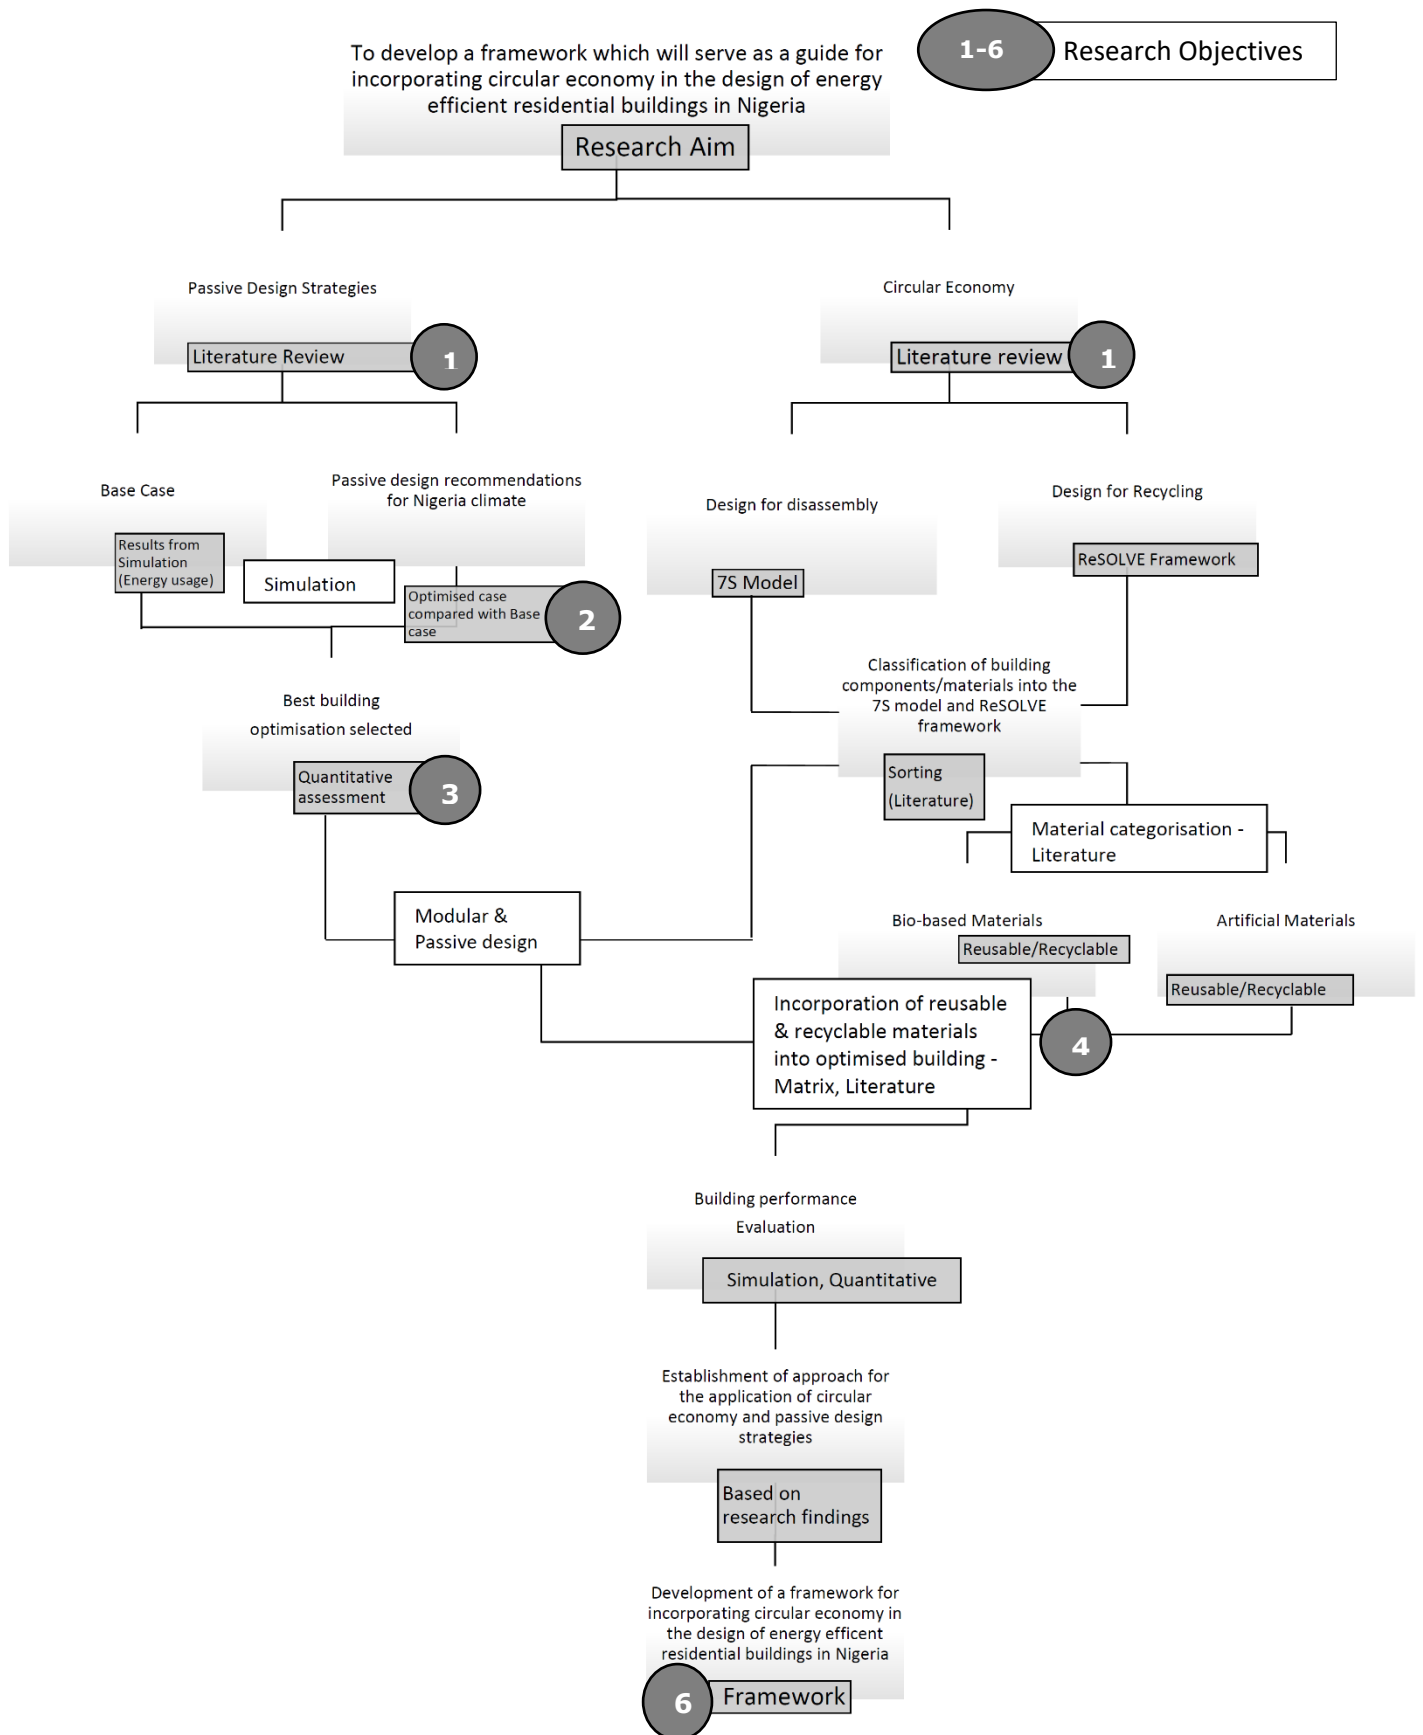 To develop a framework which will serve as a guide for
incorporating circular economy in the design of energy
efficient residential buildings in Nigeria
Research Aim
1-6
Research Objectives
Passive Design Strategies
Literature Review
1
Circular Economy
Literature review
1
Base Case
Results from
Simulation
(Energy usage)
Simulation
Passive design recommendations
for Nigeria climate
Optimised case
compared with Base
case
2
Design for disassembly
7S Model
Design for Recycling
ReSOLVE Framework
Best building
optimisation selected
Quantitative
assessment
3
Classification of building
components/materials into the
7S model and ReSOLVE
framework
Sorting
(Literature)
Material categorisation -
Literature
Modular &
Passive design
Bio-based Materials
Reusable/Recyclable
Artificial Materials
Reusable/Recyclable
Incorporation of reusable
& recyclable materials
into optimised building -
Matrix, Literature
4
Building performance
Evaluation
Simulation, Quantitative
Establishment of approach for
the application of circular
economy and passive design
strategies
Based on
research findings
Development of a framework for
incorporating circular economy in
the design of energy efficent
residential buildings in Nigeria
6
Framework